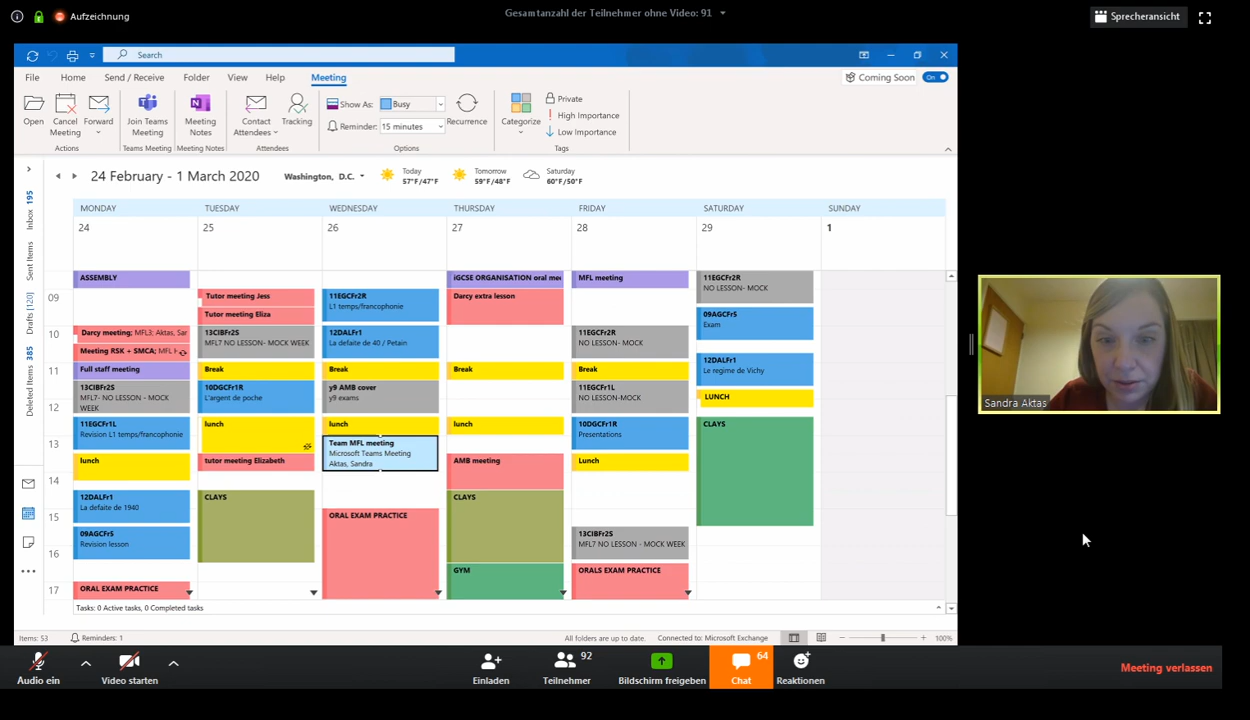 Aufzeichnung
Gesamtanzahl der Teilnehmer ohne Video: 91
Sprecheransicht
Search
File Home Send / Receive Folder View Help Meeting
Coming Soon On
Open
Cancel Meeting
Forward
Actions
Join Teams Meeting
Teams Meeting
Meeting Notes
Meeting Notes
Contact Attendees
Tracking
Attendees
Show As: Busy
Reminder: 15 minutes
Recurrence
Options
Categorize
Private
High Importance
Low Importance
Tags
24 February - 1 March 2020
Washington, D.C.
Today
57°F/47°F
Tomorrow
59°F/48°F
Saturday
60°F/50°F
Inbox 195
Sent Items
Drafts [120]
Deleted Items 385
MONDAY TUESDAY WEDNESDAY THURSDAY FRIDAY SATURDAY SUNDAY
24 25 26 27 28 29 1
09
10
11
12
13
14
15
16
17
ASSEMBLY
Darcy meeting; MFL3; Aktas, Sar
Meeting RSK + SMCA; MFL
Full staff meeting
13CIBFr2S
MFL7- NO LESSON - MOCK
WEEK
11EGCFr1L
Revision L1 temps/francophonie
lunch
12DALFr1
La defaite de 1940
09AGCFr5
Revision lesson
ORAL EXAM PRACTICE
Tutor meeting Jess
Tutor meeting Eliza
13CIBFr2S
MFL7 NO LESSON- MOCK WEEK
Break
10DGCFr1R
L'argent de poche
lunch
tutor meeting Elizabeth
CLAYS
11EGCFr2R
L1 temps/francophonie
12DALFr1
La defaite de 40 / Petain
Break
y9 AMB cover
y9 exams
lunch
Team MFL meeting
Microsoft Teams Meeting
Aktas, Sandra
ORAL EXAM PRACTICE
iGCSE ORGANISATION oral mee
Darcy extra lesson
Break
lunch
AMB meeting
CLAYS
GYM
MFL meeting
11EGCFr2R
NO LESSON- MOCK
Break
11EGCFr1L
NO LESSON-MOCK
10DGCFr1R
Presentations
Lunch
13CIBFr2S
MFL7 NO LESSON - MOCK WEEK
ORALS EXAM PRACTICE
11EGCFr2R
NO LESSON- MOCK
09AGCFr5
Exam
12DALFr1
Le regime de Vichy
LUNCH
CLAYS
Tasks: 0 Active tasks, 0 Completed tasks
Items: 53
Reminders: 1
All folders are up to date.
Connected to: Microsoft Exchange
100%
Sandra Aktas
Audio ein
Video starten
Einladen
92
Teilnehmer
Bildschirm freigeben
64
Chat
Reaktionen
Meeting verlassen